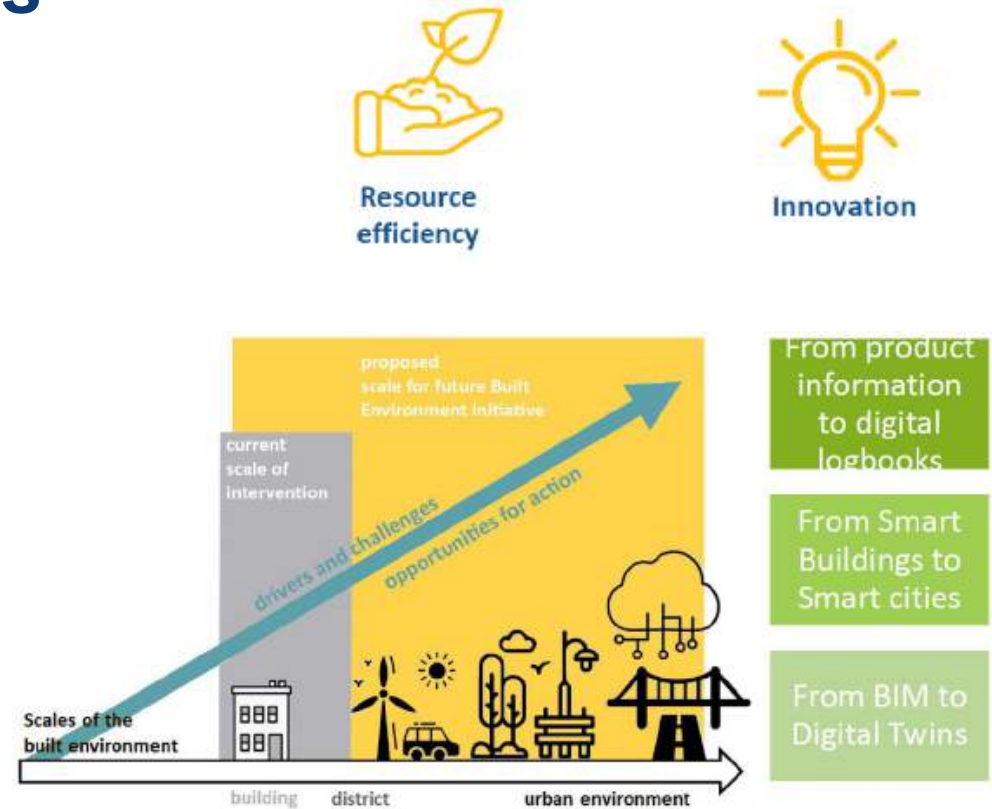 s
Resource
efficiency
Innovation
proposed
scale for future Built
Environment initiative
current
scale of
intervention
drivers and challenges
opportunities for action
Scales of the
built environment
building
district
urban environment
From product
information
to digital
logbooks
From Smart
Buildings to
Smart cities
From BIM to
Digital Twins